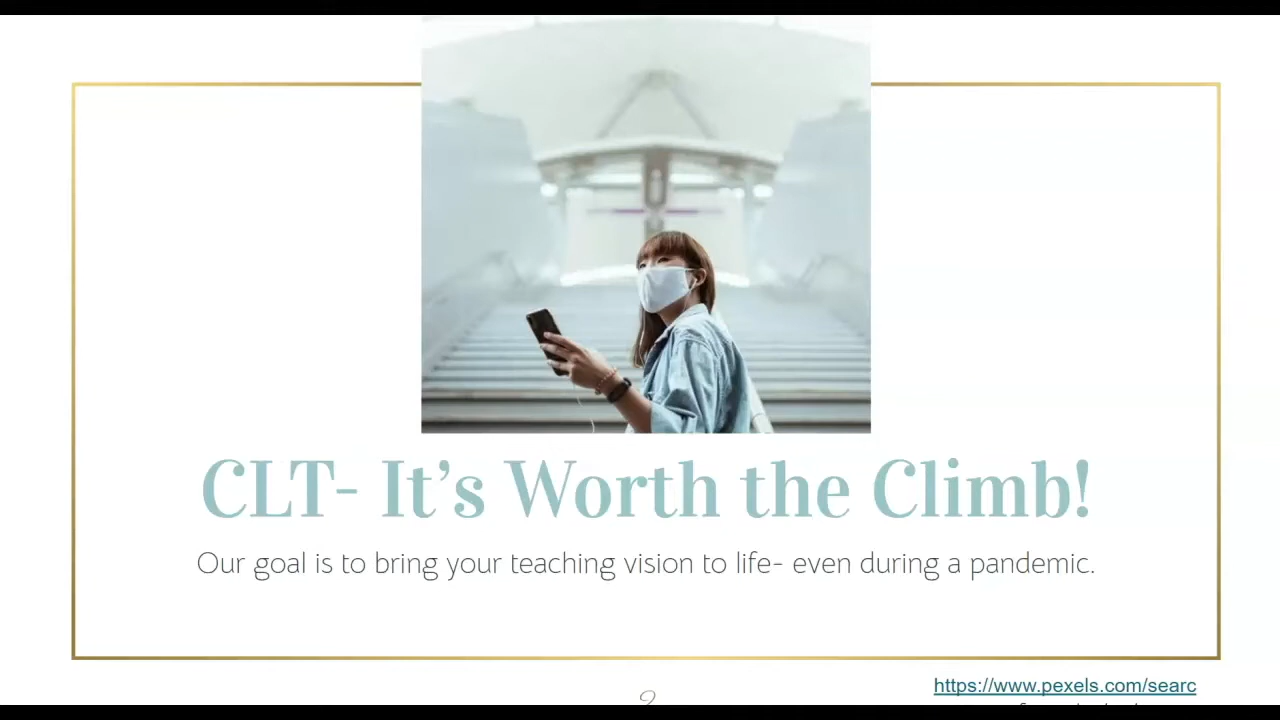 CLT- It's Worth the Climb!
Our goal is to bring your teaching vision to life- even during a pandemic.
https://www.pexels.com/searc